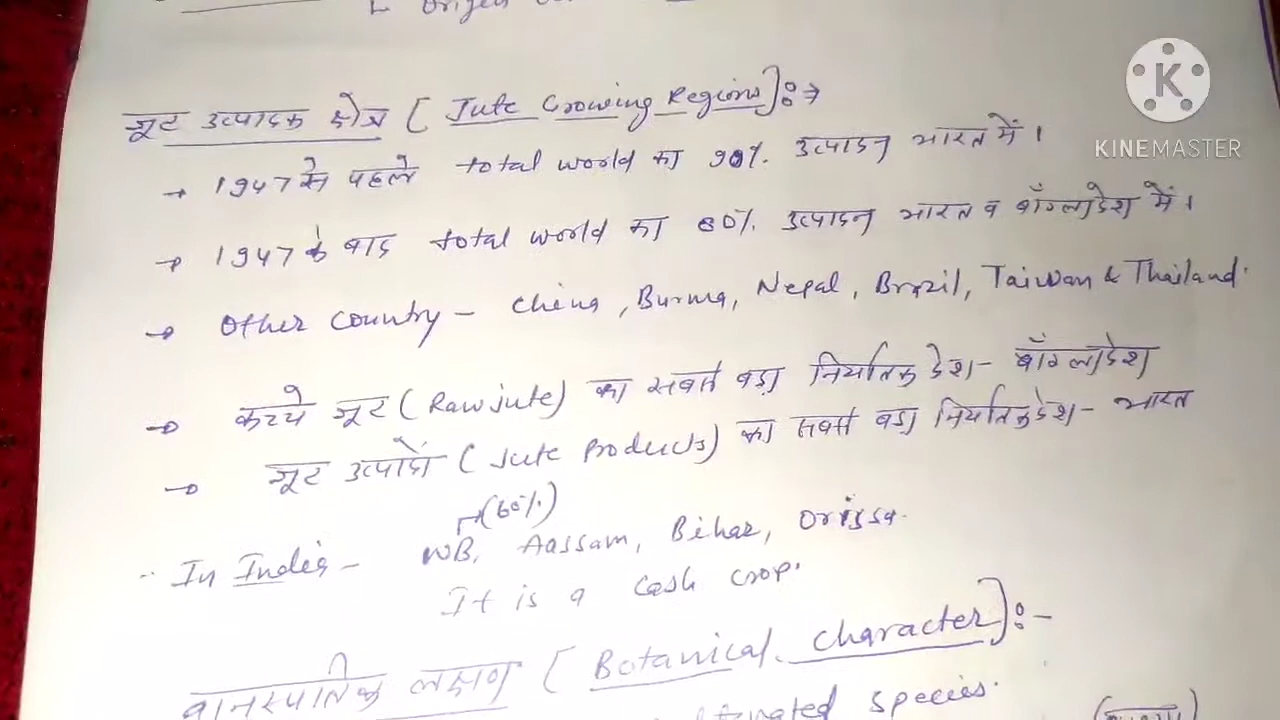 Origin
जूट उत्पादक क्षेत्र [ Jute Growing Regions ] :→
K
KINEMASTER
→ 1947 से पहले total world का 90% उत्पादन भारत में।
→ 1947 के बाद total world का 80% उत्पादन भारत व बाँग्लादेश में।
→ Other Country – China, Burma, Nepal, Brazil, Taiwan & Thailand.
→ कच्चे जूट (Raw jute) का सबसे बड़ा निर्यातक देश – बाँग्लादेश
→ जूट उत्पादों (Jute Products) का सबसे बड़ा निर्यातक देश – भारत
(60%)
In India – WB, Aassam, Bihar, Orissa.
It is a cash crop.
वानस्पतिक लक्षण [ Botanical character ] :-
species.